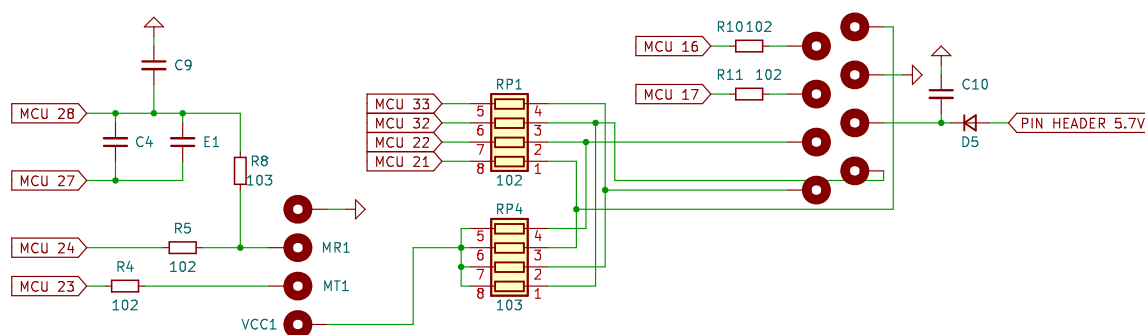 R10102
MCU 16
C9
R11 102
C10
MCU 17
RP1
MCU 33
5
4
MCU 28
MCU 32
6
3
PIN HEADER 5.7V
C4
E1
MCU 22
7
2
D5
MCU 21
8
1
R8
103
102
MCU 27
RP4
R5
5
4
MCU 24
MR1
6
3
102
R4
7
2
MCU 23
MT1
8
1
102
103
VCC1